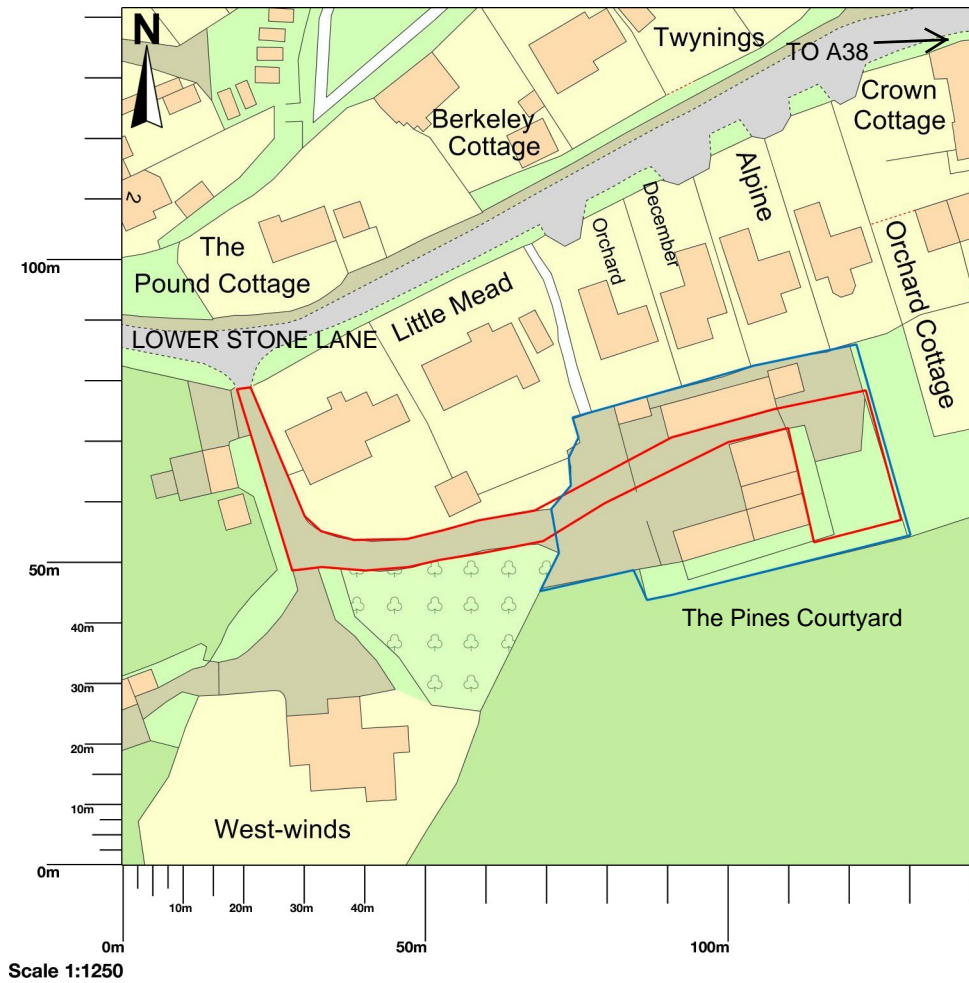 N
Twynings
TO A38
Crown
Cottage
Berkeley
Cottage
2
Alpine
December
Orchard
The
Pound Cottage
Orchard Cottage
100m
Little Mead
LOWER STONE LANE
50m
The Pines Courtyard
40m
30m
20m
West-winds
10m
0m
10m 20m 30m 40m
0m 50m 100m
Scale 1:1250